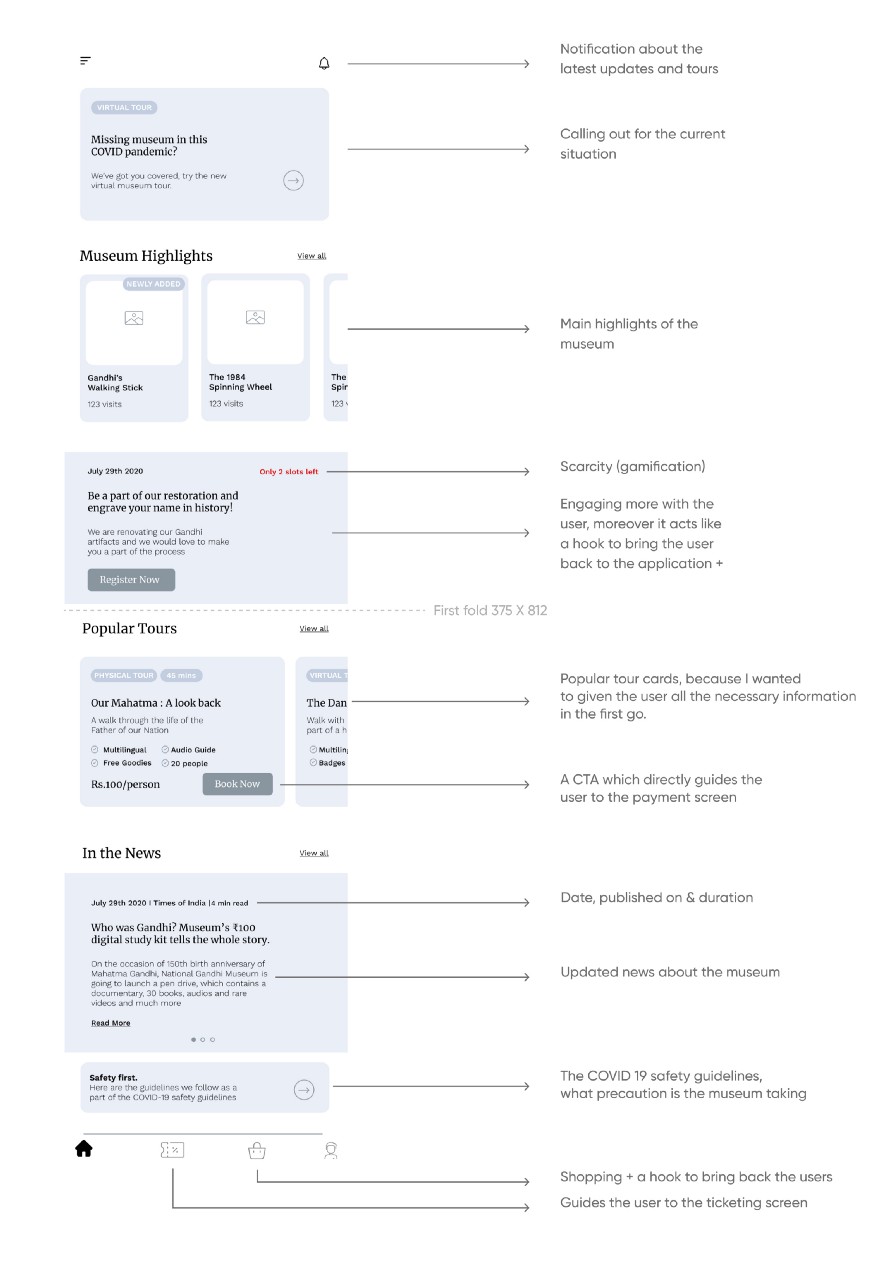 Notification about the
latest updates and tours
VIRTUAL TOUR
Missing museum in this
COVID pandemic?
We've got you covered, try the new
virtual museum tour.
Calling out for the current
situation
Museum Highlights
View all
NEWLY ADDED
Gandhi's
Walking Stick
123 visits
The 1984
Spinning Wheel
123 visits
The
Spin
123 v
Main highlights of the
museum
July 29th 2020
Only 2 slots left
Scarcity (gamification)
Be a part of our restoration and
engrave your name in history!
We are renovating our Gandhi
artifacts and we would love to make
you a part of the process
Register Now
Engaging more with the
user, moreover it acts like
a hook to bring the user
back to the application +
First fold 375 X 812
Popular Tours
View all
PHYSICAL TOUR
45 mins
Our Mahatma : A look back
A walk through the life of the
Father of our Nation
Multilingual
Audio Guide
Free Goodies
20 people
Rs.100/person
Book Now
VIRTUAL T
The Dan
Walk with
part of a h
Multiling
Badges
Popular tour cards, because I wanted
to given the user all the necessary information
in the first go.
A CTA which directly guides the
user to the payment screen
In the News
View all
July 29th 2020 I Times of India |4 min read
Date, published on & duration
Who was Gandhi? Museum's ₹100
digital study kit tells the whole story.
On the occasion of 150th birth anniversary of
Mahatma Gandhi, National Gandhi Museum is
going to launch a pen drive, which contains a
documentary, 30 books, audios and rare
videos and much more
Read More
Updated news about the museum
Safety first.
Here are the guidelines we follow as a
part of the COVID-19 safety guidelines
The COVID 19 safety guidelines,
what precaution is the museum taking
Shopping + a hook to bring back the users
Guides the user to the ticketing screen